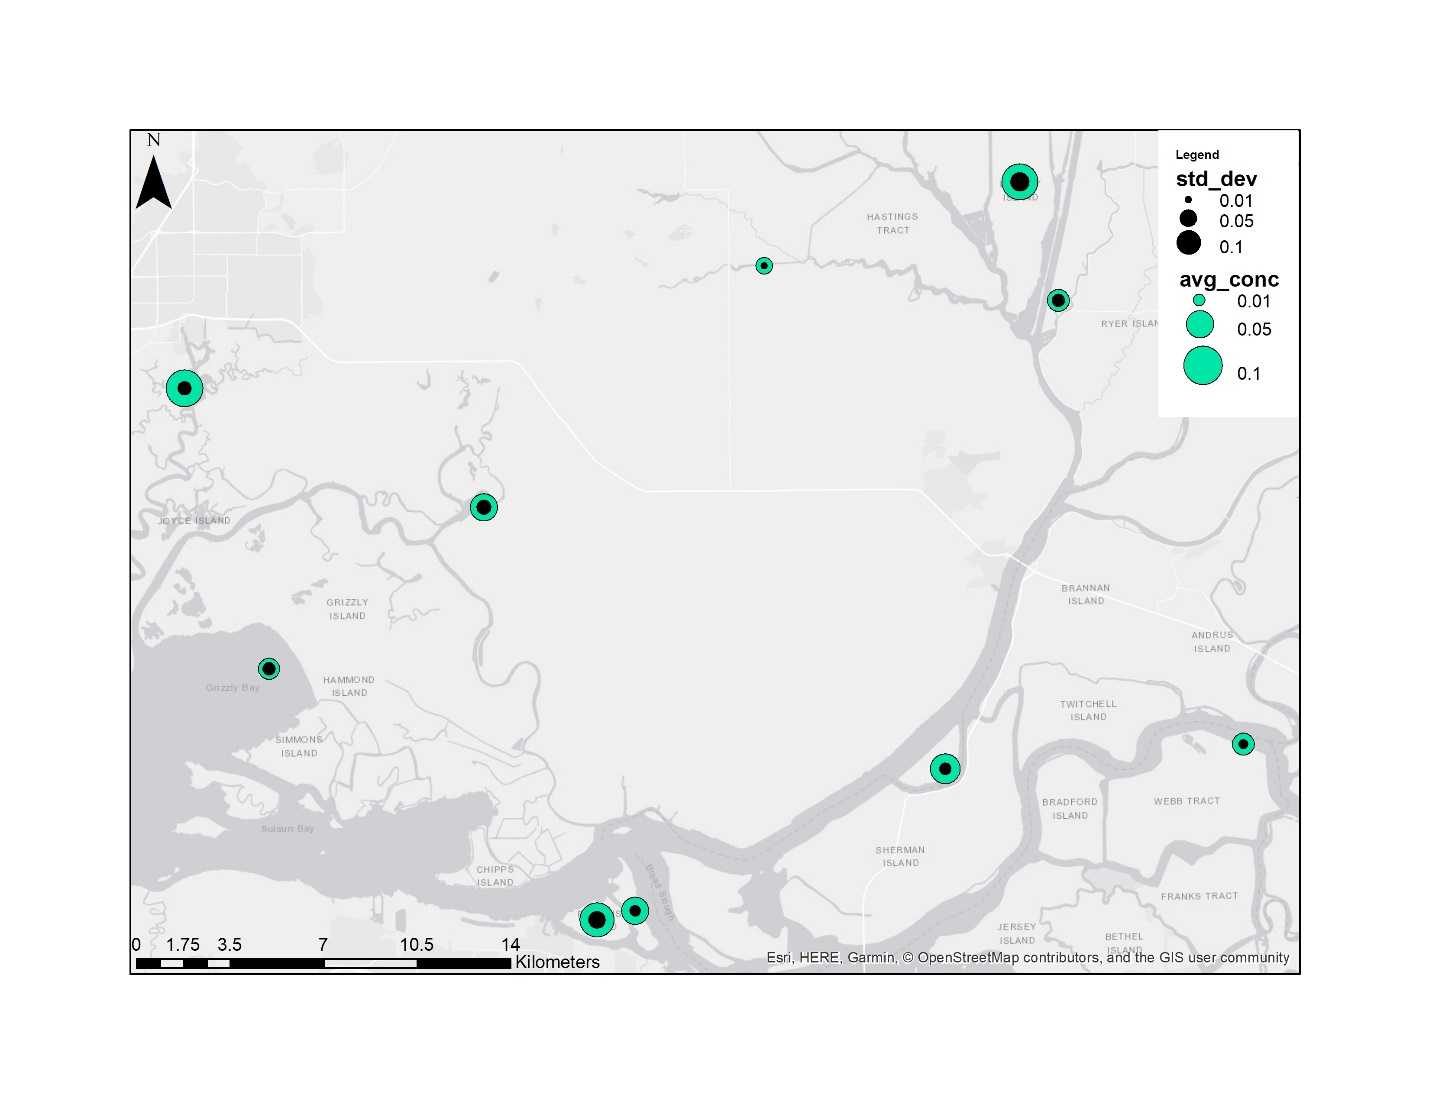 N
Legend
std_dev
0.01
0.05
0.1
avg_conc
0.01
0.05
0.1
HASTINGS
TRACT
RYER ISLAN
JOYCE ISLAND
GRIZZLY
ISLAND
BRANNAN
ISLAND
ANDRUS
ISLAND
Grizzly Bay
HAMMOND
ISLAND
TWITCHELL
ISLAND
SIMMONS
ISLAND
BRADFORD
ISLAND
WEBB TRACT
Suisun Bay
SHERMAN
ISLAND
CHIPPS
ISLAND
Broad Slough
FRANKS TRACT
JERSEY
ISLAND
BETHEL
ISLAND
0 1.75 3.5 7 10.5 14
Kilometers
Esri, HERE, Garmin, © OpenStreetMap contributors, and the GIS user community